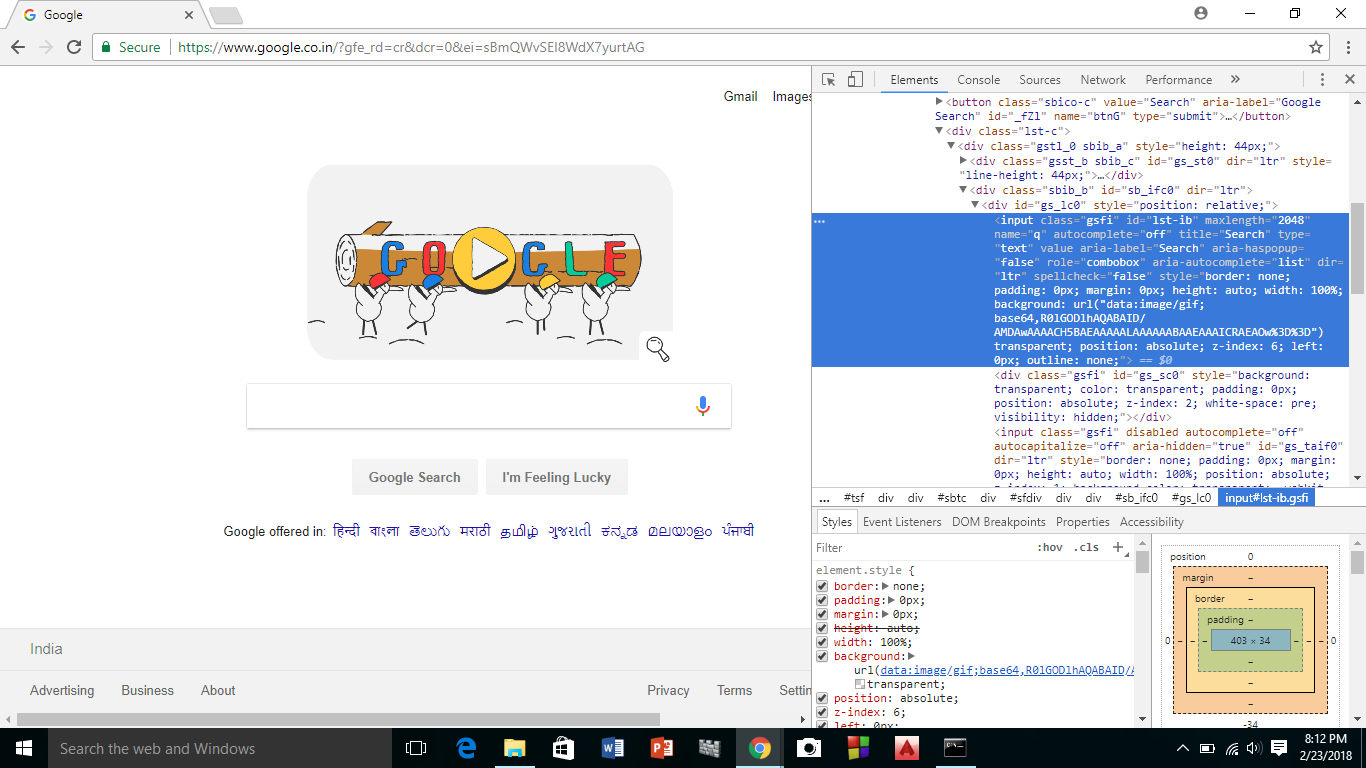 Google
Secure
https://www.google.co.in/?gfe_rd=cr&dcr=0&ei=sBmQWvSEI8WdX7yurtAG
Gmail Images
GOOGLE
Google Search
I'm Feeling Lucky
Google offered in: हिन्दी বাংলা తెలుగు मराठी தமிழ் ગુજરાતી ಕನ್ನಡ മലയാളം ਪੰਜਾਬੀ
India
Advertising Business About Privacy Terms Settin
Elements Console Sources Network Performance »
<button class="sbico-c" value="Search" aria-label="Google
Search" id="_fZl" name="btnG" type="submit">…</button>
<div class="lst-c">
<div class="gstl_0 sbib_a" style="height: 44px;">
<div class="gsst_b sbib_c" id="gs_st0" dir="ltr" style=
"line-height: 44px;">…</div>
<div class="sbib_b" id="sb_ifc0" dir="ltr">
<div id="gs_lc0" style="position: relative;">
… <input class="gsfi" id="lst-ib" maxlength="2048"
name="q" autocomplete="off" title="Search" type=
"text" value aria-label="Search" aria-haspopup=
"false" role="combobox" aria-autocomplete="list" dir=
"ltr" spellcheck="false" style="border: none;
padding: 0px; margin: 0px; height: auto; width: 100%;
background: url("data:image/gif;
base64,R0lGODlhAQABAID/
AMDAwAAAACH5BAEAAAAALAAAAAABAAEAAAICRAEAOw%3D%3D")
transparent; position: absolute; z-index: 6; left:
0px; outline: none;"> == $0
<div class="gsfi" id="gs_sc0" style="background:
transparent; color: transparent; padding: 0px;
position: absolute; z-index: 2; white-space: pre;
visibility: hidden;"></div>
<input class="gsfi" disabled autocomplete="off"
autocapitalize="off" aria-hidden="true" id="gs_taif0"
dir="ltr" style="border: none; padding: 0px; margin:
0px; height: auto; width: 100%; position: absolute;
... #tsf div div #sbtc div #sfdiv div div #sb_ifc0 #gs_lc0 input#lst-ib.gsfi
Styles Event Listeners DOM Breakpoints Properties Accessibility
Filter :hov .cls +
element.style {
border: none;
padding: 0px;
margin: 0px;
height: auto;
width: 100%;
background:
url(data:image/gif;base64,R0lGODlhAQABAID/A
transparent;
position: absolute;
z-index: 6;
left: 0px;
position 0
margin –
border –
padding –
0 – – – 403 × 34 – – – 0
–
–
–
-34
Search the web and Windows
8:12 PM
2/23/2018